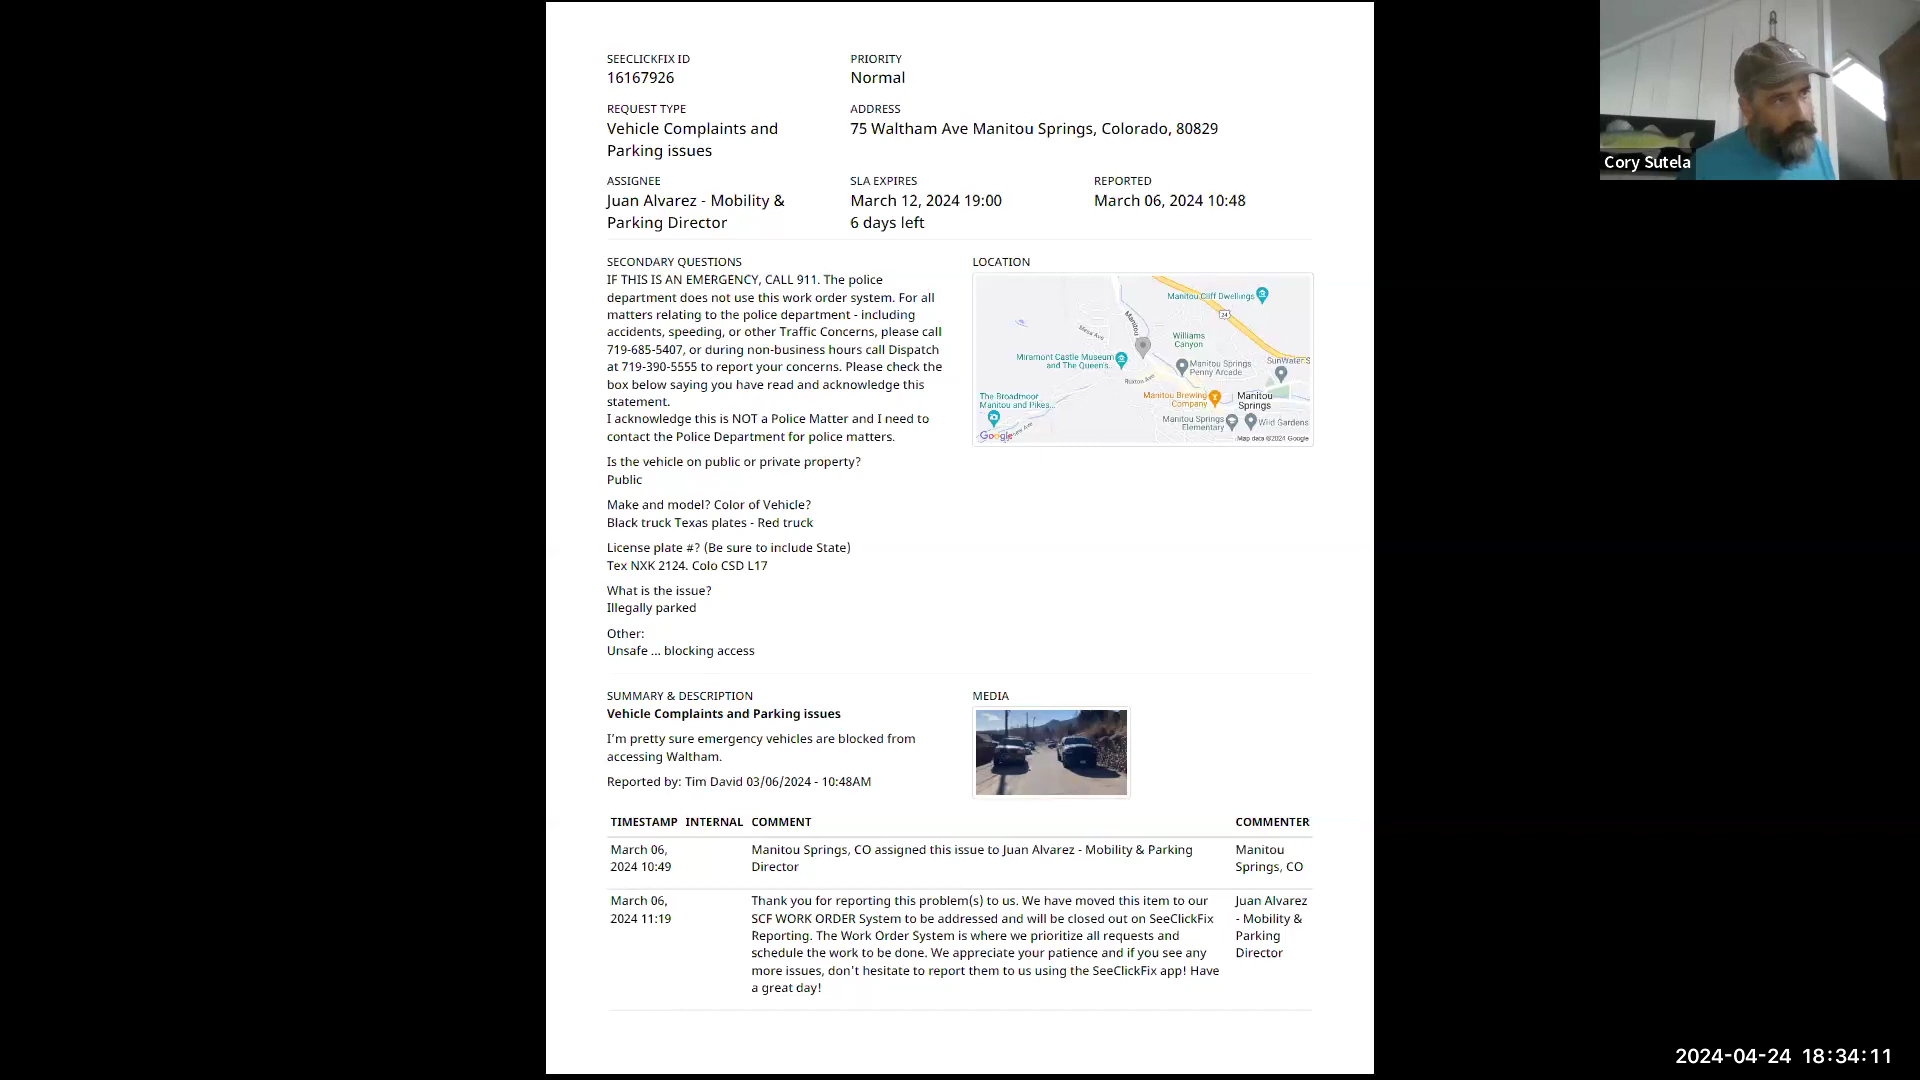 SEECLICKFIX ID
16167926
PRIORITY
Normal
REQUEST TYPE
Vehicle Complaints and
Parking issues
ADDRESS
75 Waltham Ave Manitou Springs, Colorado, 80829
ASSIGNEE
Juan Alvarez - Mobility &
Parking Director
SLA EXPIRES
March 12, 2024 19:00
6 days left
REPORTED
March 06, 2024 10:48
SECONDARY QUESTIONS
IF THIS IS AN EMERGENCY, CALL 911. The police
department does not use this work order system. For all
matters relating to the police department - including
accidents, speeding, or other Traffic Concerns, please call
719-685-5407, or during non-business hours call Dispatch
at 719-390-5555 to report your concerns. Please check the
box below saying you have read and acknowledge this
statement.
I acknowledge this is NOT a Police Matter and I need to
contact the Police Department for police matters.
Is the vehicle on public or private property?
Public
Make and model? Color of Vehicle?
Black truck Texas plates - Red truck
License plate #? (Be sure to include State)
Tex NXK 2124. Colo CSD L17
What is the issue?
Illegally parked
Other:
Unsafe ... blocking access
LOCATION
Manitou Cliff Dwellings
24
Manitou
Mesa Ave
Williams
Canyon
Miramont Castle Museum
and The Queens...
Manitou Springs
Penny Arcade
SunWater S
Ruxton Ave
The Broadmoor
Manitou and Pikes...
Manitou Brewing
Company
Manitou
Springs
Manitou Springs
Elementary
Wild Gardens
Google
Ave
Map data ©2024 Google
SUMMARY & DESCRIPTION
Vehicle Complaints and Parking issues
I'm pretty sure emergency vehicles are blocked from
accessing Waltham.
Reported by: Tim David 03/06/2024 - 10:48AM
MEDIA
TIMESTAMP INTERNAL COMMENT COMMENTER
March 06,
2024 10:49
Manitou Springs, CO assigned this issue to Juan Alvarez - Mobility & Parking
Director
Manitou
Springs, CO
March 06,
2024 11:19
Thank you for reporting this problem(s) to us. We have moved this item to our
SCF WORK ORDER System to be addressed and will be closed out on SeeClickFix
Reporting. The Work Order System is where we prioritize all requests and
schedule the work to be done. We appreciate your patience and if you see any
more issues, don't hesitate to report them to us using the SeeClickFix app! Have
a great day!
Juan Alvarez
- Mobility &
Parking
Director
Cory Sutela
2024-04-24 18:34:11